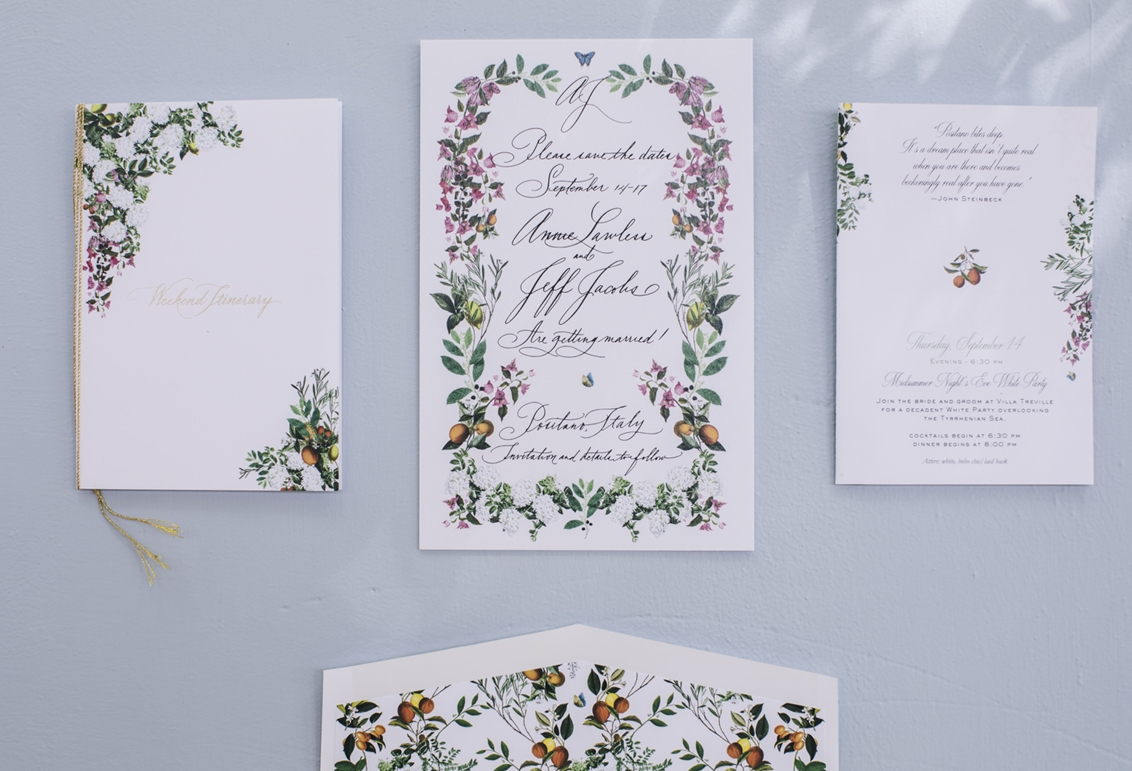 Weekend Itinerary
AJ
Please save the dates
September 14-17
Annie Lawless
and
Jeff Jacobs
Are getting married!
Positano, Italy
Invitation and details to follow
"Positano bites deep.
It's a dream place that isn't quite real
when you are there and becomes
beckoningly real after you have gone."
—John Steinbeck
Thursday, September 14
Evening - 6:30 pm
Midsummer Night's Eve White Party
Join the bride and groom at Villa Treville
for a decadent White Party overlooking
the Tyrrhenian Sea.
Cocktails begin at 6:30 pm
Dinner begins at 8:00 pm
Attire: white, boho chic/ laid back